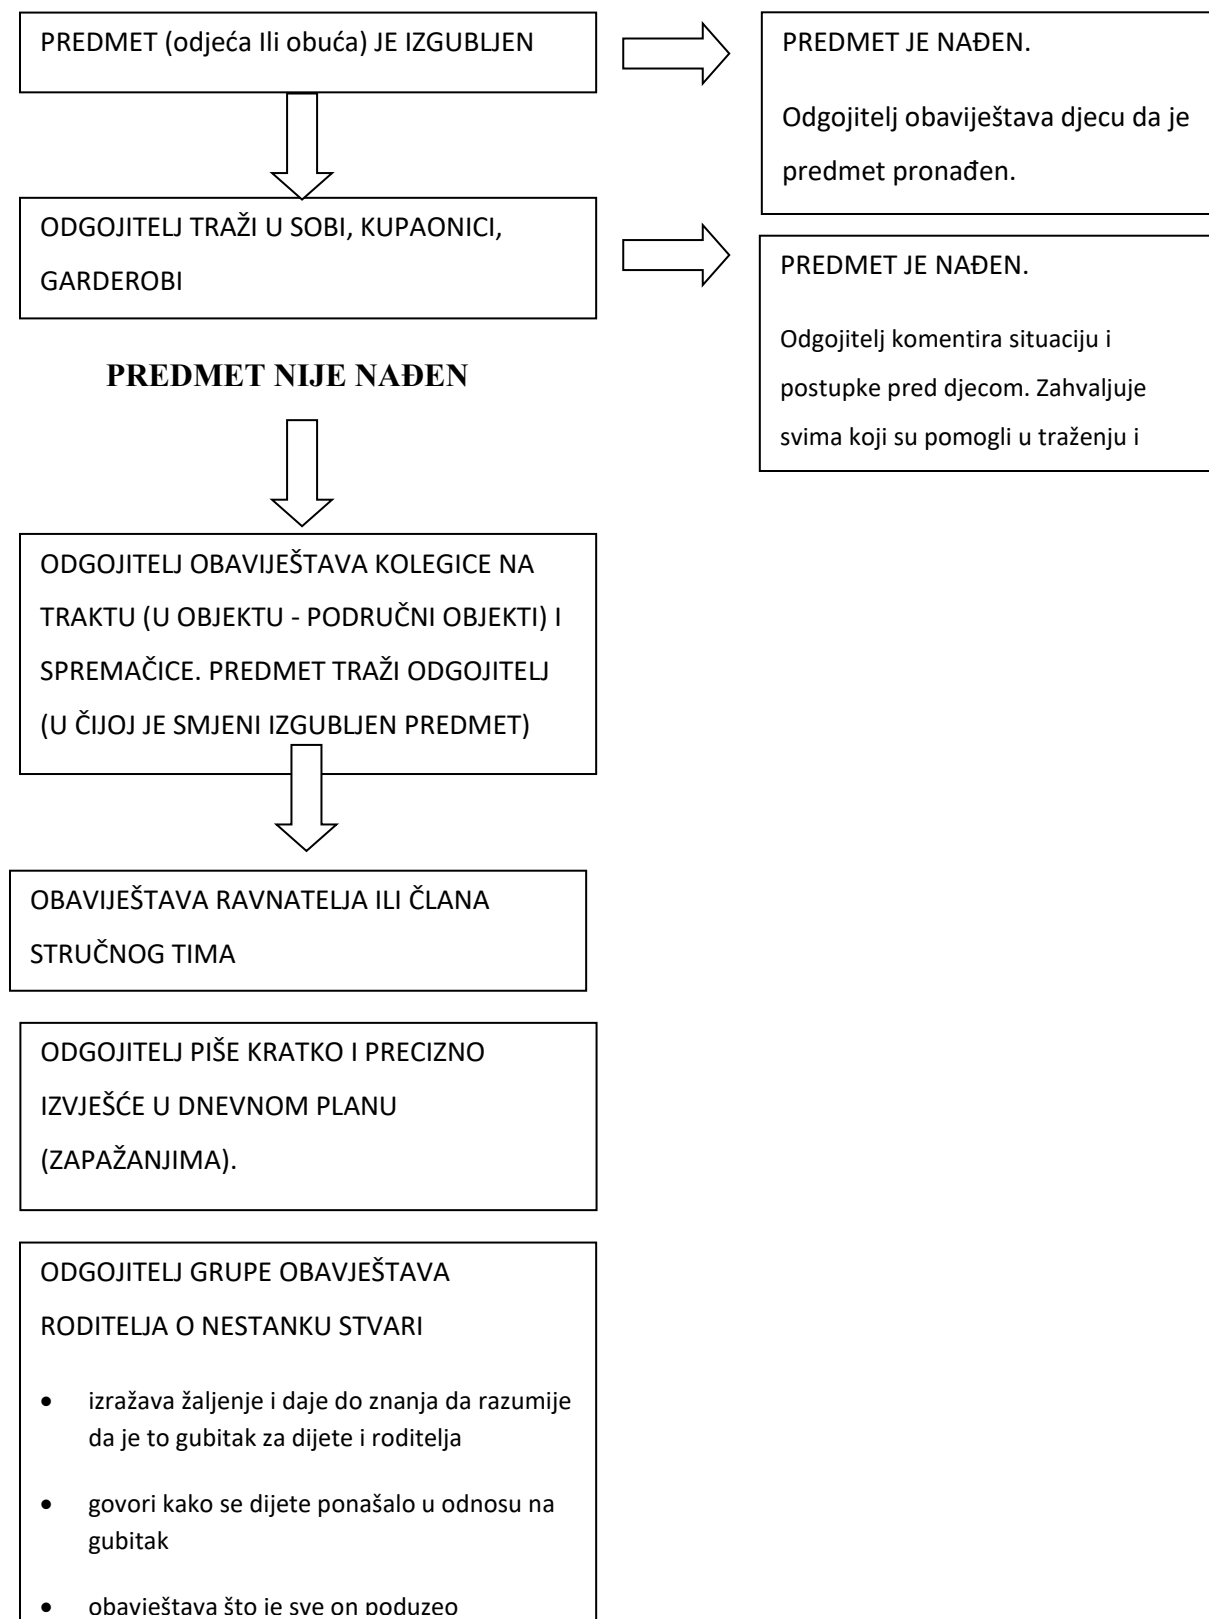 PREDMET (odjeća Ili obuća) JE IZGUBLJEN
PREDMET JE NAĐEN.
Odgojitelj obaviještava djecu da je
predmet pronađen.
ODGOJITELJ TRAŽI U SOBI, KUPAONICI,
GARDEROBI
PREDMET JE NAĐEN.
Odgojitelj komentira situaciju i
postupke pred djecom. Zahvaljuje
svima koji su pomogli u traženju i
PREDMET NIJE NAĐEN
ODGOJITELJ OBAVIJEŠTAVA KOLEGICE NA
TRAKTU (U OBJEKTU - PODRUČNI OBJEKTI) I
SPREMAČICE. PREDMET TRAŽI ODGOJITELJ
(U ČIJOJ JE SMJENI IZGUBLJEN PREDMET)
OBAVIJEŠTAVA RAVNATELJA ILI ČLANA
STRUČNOG TIMA
ODGOJITELJ PIŠE KRATKO I PRECIZNO
IZVJEŠĆE U DNEVNOM PLANU
(ZAPAŽANJIMA).
ODGOJITELJ GRUPE OBAVJEŠTAVA
RODITELJA O NESTANKU STVARI
• izražava žaljenje i daje do znanja da razumije
da je to gubitak za dijete i roditelja
• govori kako se dijete ponašalo u odnosu na
gubitak
• obavještava što je sve on poduzeo